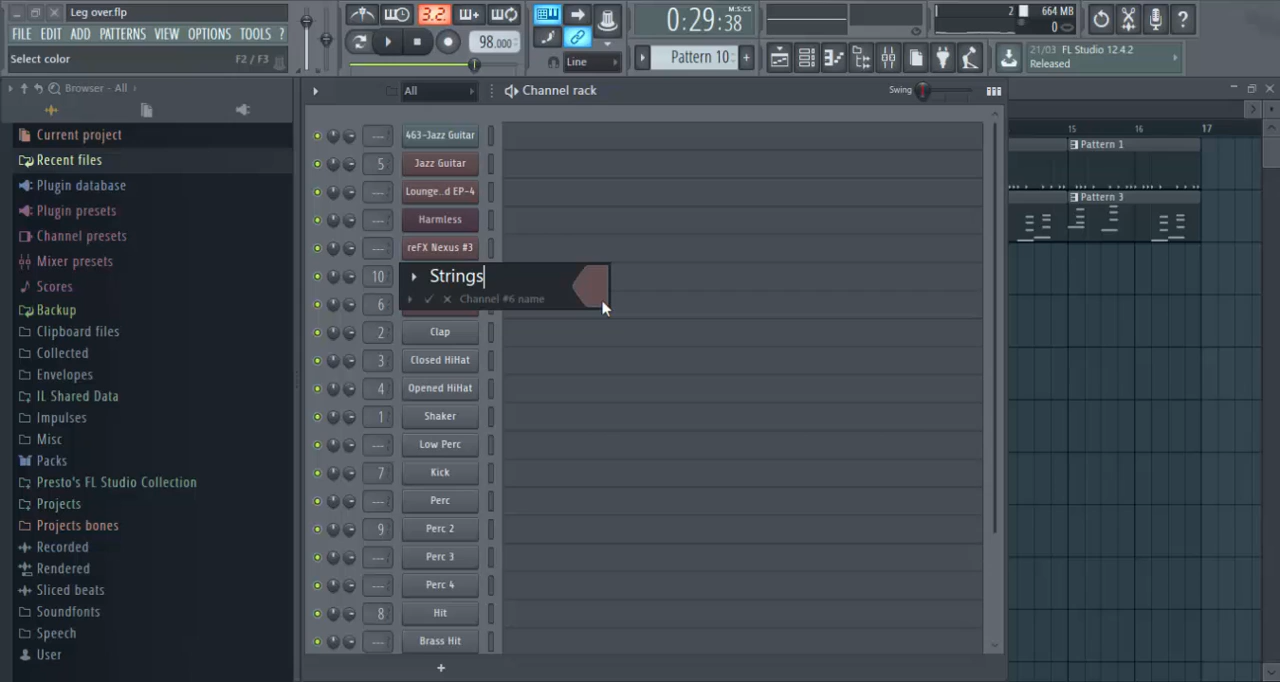 Leg over.flp
FILE EDIT ADD PATTERNS VIEW OPTIONS TOOLS ?
Select color F2 / F3
3.2.
98.000
0:29:38
M:S:CS
Line
Pattern 10
+
2
664 MB
0
?
21/03 FL Studio 12.4.2
Released
Browser - All
All
Channel rack
Swing
Current project
Recent files
Plugin database
Plugin presets
Channel presets
Mixer presets
Scores
Backup
Clipboard files
Collected
Envelopes
IL Shared Data
Impulses
Misc
Packs
Presto's FL Studio Collection
Projects
Projects bones
Recorded
Rendered
Sliced beats
Soundfonts
Speech
User
--- 463-Jazz Guitar
5 Jazz Guitar
--- Lounge..d EP-4
--- Harmless
--- reFX Nexus #3
10 Strings
Channel #6 name
6
2 Clap
3 Closed HiHat
4 Opened HiHat
1 Shaker
--- Low Perc
7 Kick
--- Perc
9 Perc 2
--- Perc 3
--- Perc 4
8 Hit
--- Brass Hit
+
15 16 17
Pattern 1
Pattern 3